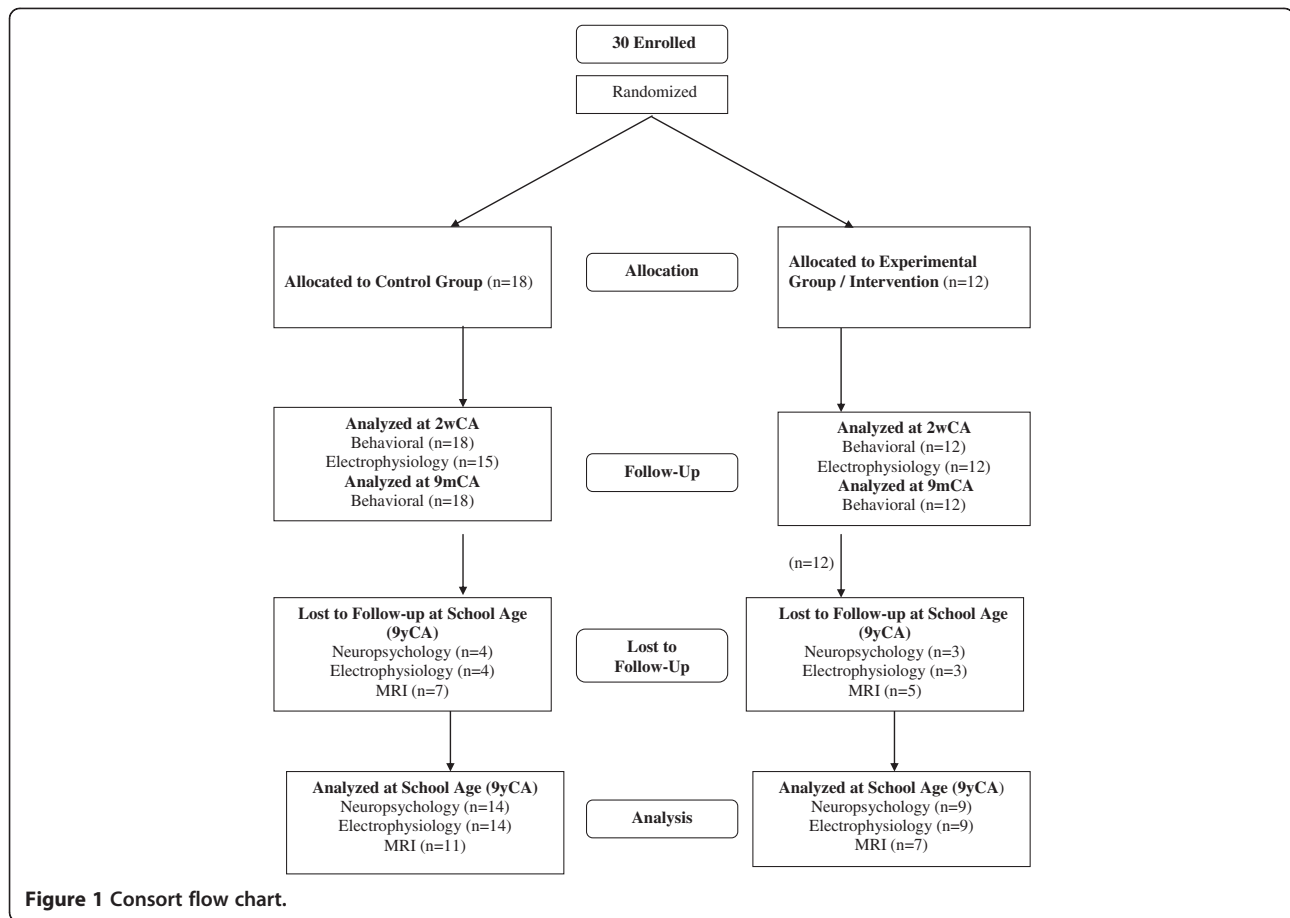 30 Enrolled
Randomized
Allocated to Control Group (n=18)
Allocation
Allocated to Experimental
Group / Intervention (n=12)
Analyzed at 2wCA
Behavioral (n=18)
Electrophysiology (n=15)
Analyzed at 9mCA
Behavioral (n=18)
Follow-Up
Analyzed at 2wCA
Behavioral (n=12)
Electrophysiology (n=12)
Analyzed at 9mCA
Behavioral (n=12)
(n=12)
Lost to Follow-up at School Age
(9yCA)
Neuropsychology (n=4)
Electrophysiology (n=4)
MRI (n=7)
Lost to
Follow-Up
Lost to Follow-up at School Age
(9yCA)
Neuropsychology (n=3)
Electrophysiology (n=3)
MRI (n=5)
Analyzed at School Age (9yCA)
Neuropsychology (n=14)
Electrophysiology (n=14)
MRI (n=11)
Analysis
Analyzed at School Age (9yCA)
Neuropsychology (n=9)
Electrophysiology (n=9)
MRI (n=7)
Figure 1 Consort flow chart.